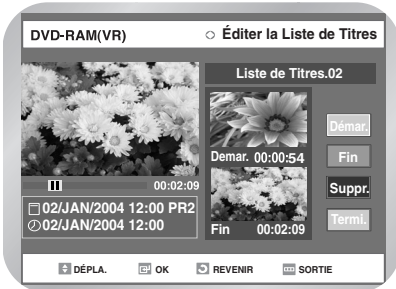 DVD-RAM(VR)
Éditer la Liste de Titres
Liste de Titres.02
Démar.
Demar. 00:00:54
Fin
00:02:09
Suppr.
02/JAN/2004 12:00 PR2
02/JAN/2004 12:00
Termi.
Fin 00:02:09
DÉPLA. OK REVENIR SORTIE